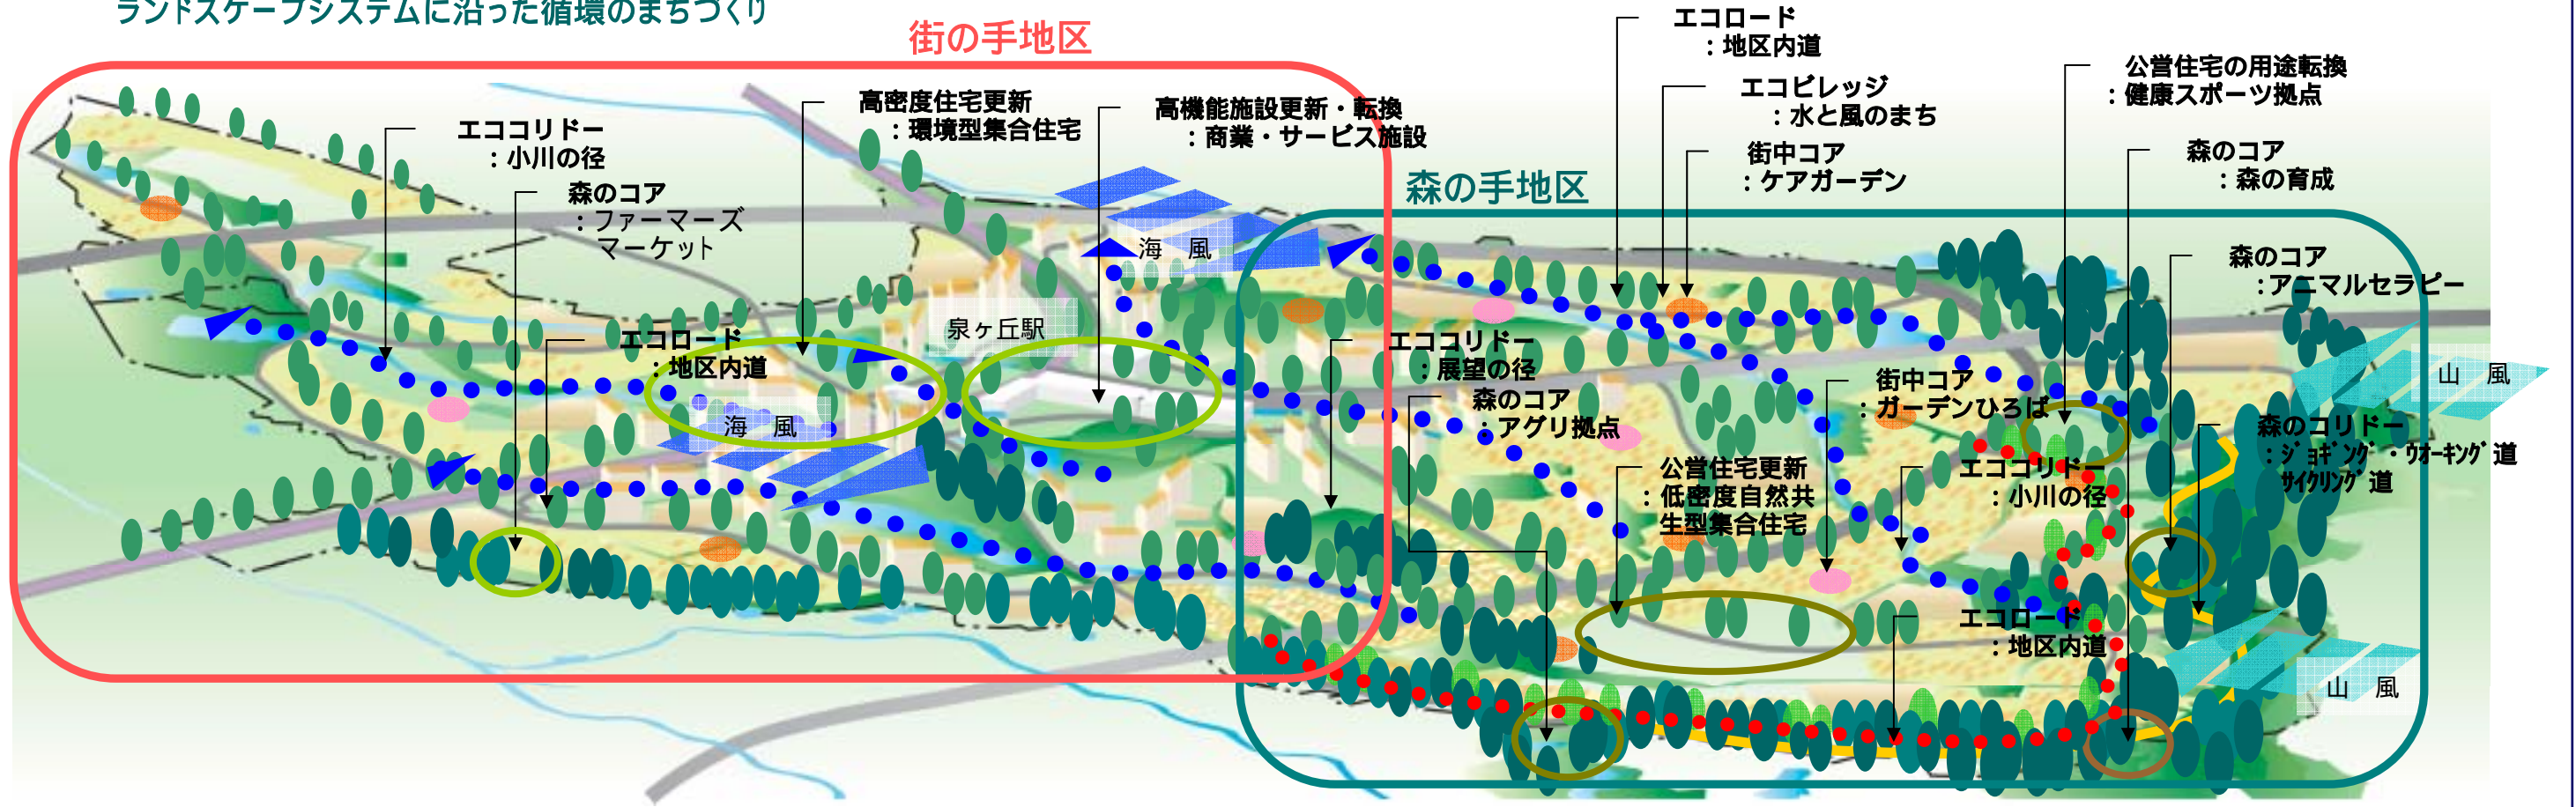 ランドスケープシステムに沿った循環のまちづくり
街の手地区
エココリドー
：小川の径
森のコア
：ファーマーズ
マーケット
高密度住宅更新
：環境型集合住宅
高機能施設更新・転換
：商業・サービス施設
海 風
泉ヶ丘駅
エコロード
：地区内道
海 風
森の手地区
エコロード
：地区内道
エコビレッジ
：水と風のまち
街中コア
：ケアガーデン
公営住宅の用途転換
：健康スポーツ拠点
森のコア
：森の育成
森のコア
：アニマルセラピー
エココリドー
：展望の径
森のコア
：アグリ拠点
街中コア
：ガーデンひろば
山 風
森のコリドー
：ｼﾞｮｷﾞﾝｸﾞ・ｳｵｰｷﾝｸﾞ道
ｻｲｸﾘﾝｸﾞ道
公営住宅更新
：低密度自然共
生型集合住宅
エココリドー
：小川の径
エコロード
：地区内道
山 風